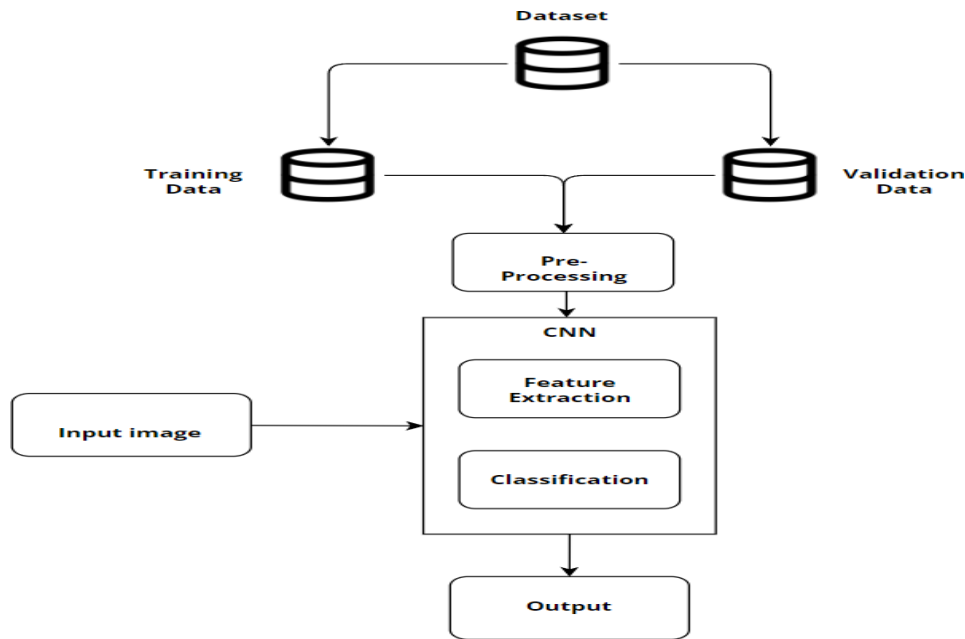 Dataset
Training
Data
Validation
Data
Pre-
Processing
CNN
Feature
Extraction
Input image
Classification
Output